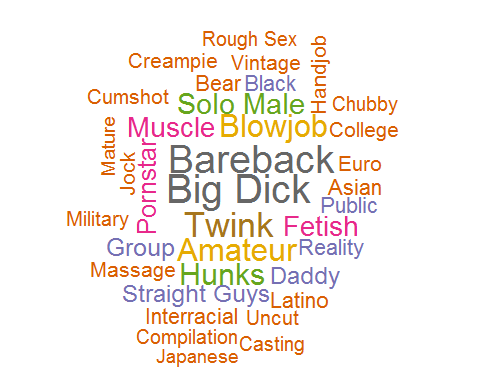 Rough Sex
Creampie
Vintage
Handjob
Bear
Black
Cumshot
Solo Male
Chubby
Muscle
Blowjob
College
Mature
Jock
Pornstar
Bareback
Euro
Big Dick
Asian
Public
Military
Twink
Fetish
Group
Amateur
Reality
Massage
Hunks
Daddy
Straight Guys
Latino
Interracial
Uncut
Compilation
Casting
Japanese